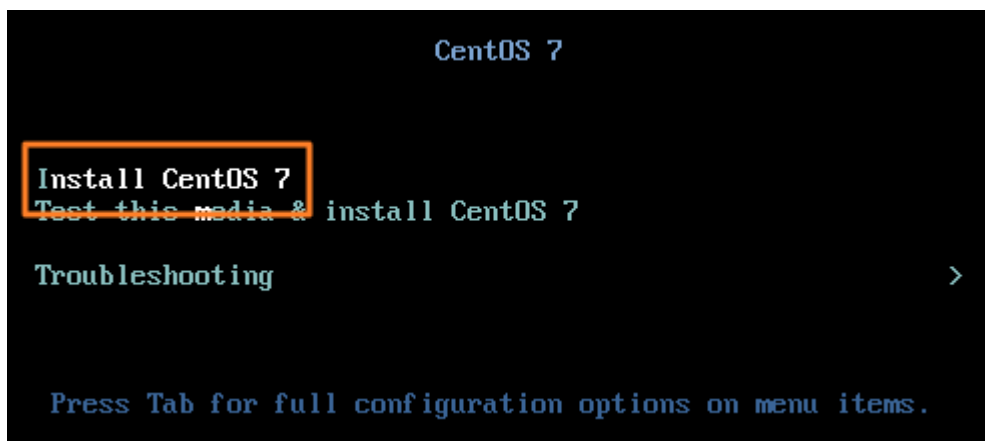 CentOS 7
Install CentOS 7
Test this media & install CentOS 7
Troubleshooting >
Press Tab for full configuration options on menu items.